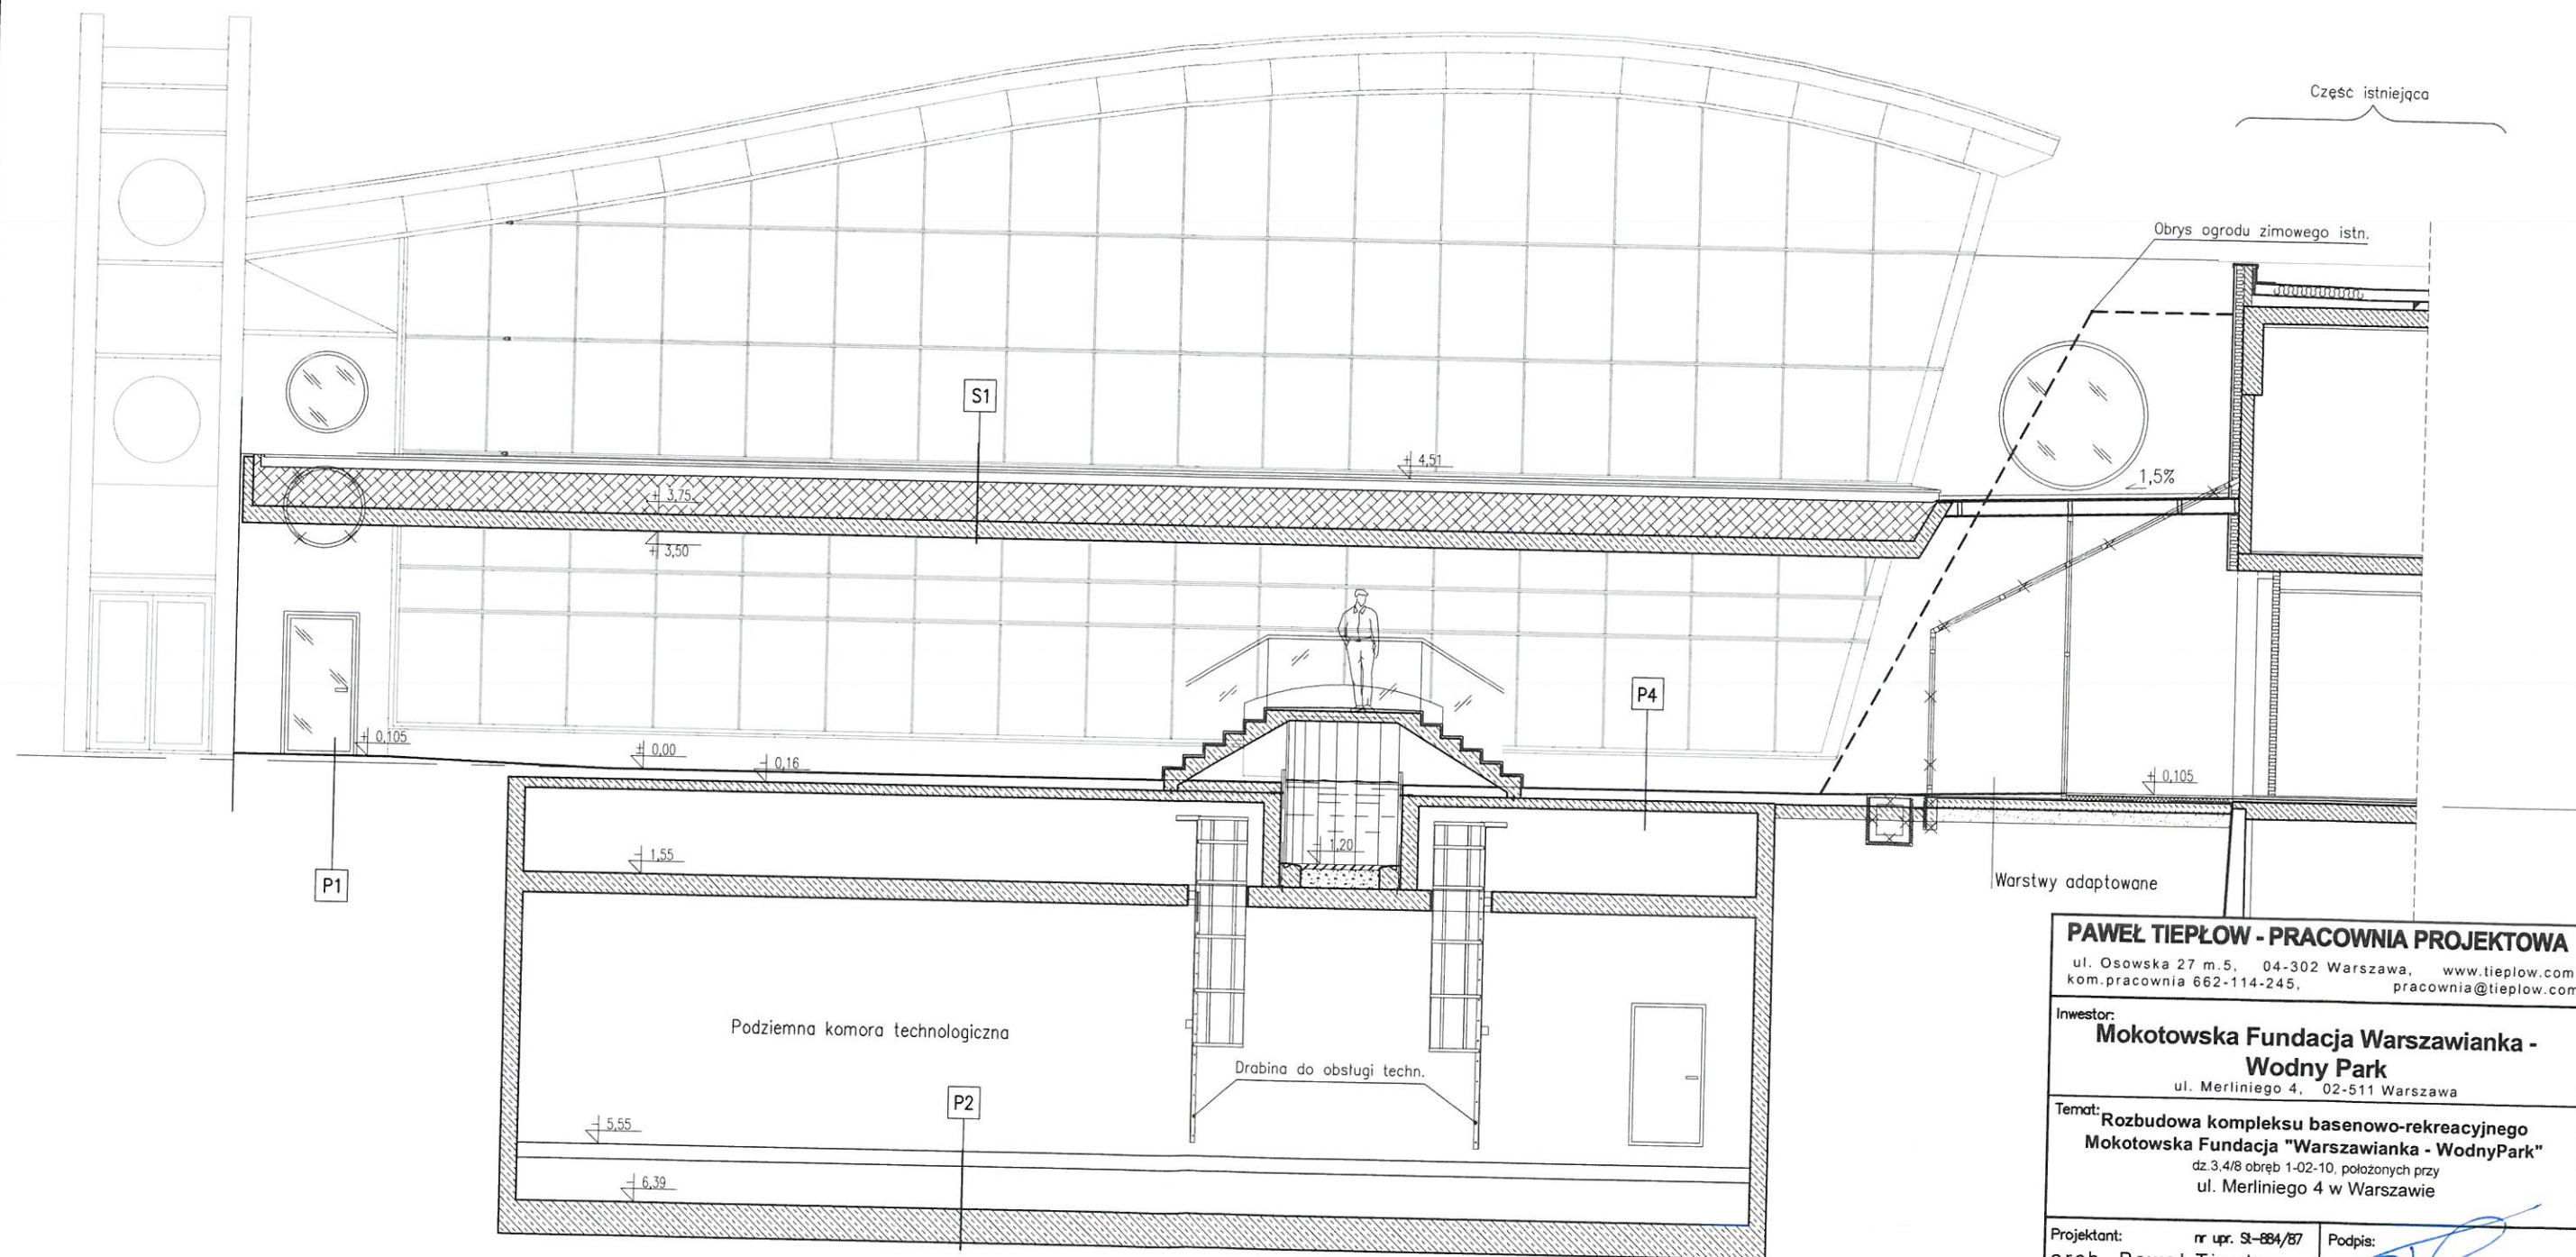 Część istniejąca
Obrys ogrodu zimowego istn.
S1
+ 4,51
1,5%
+ 3,75
+ 3,50
P4
+ 0,105
± 0,00
- 0,16
+ 0,105
- 1,55
- 1,20
P1
Warstwy adaptowane
Podziemna komora technologiczna
Drabina do obsługi techn.
P2
- 5,55
- 6,39
PAWEŁ TIEPŁOW - PRACOWNIA PROJEKTOWA
ul. Osowska 27 m.5, 04-302 Warszawa, www.tieplow.com
kom.pracownia 662-114-245, pracownia@tieplow.com
Inwestor:
Mokotowska Fundacja Warszawianka -
Wodny Park
ul. Merliniego 4, 02-511 Warszawa
Temat:
Rozbudowa kompleksu basenowo-rekreacyjnego
Mokotowska Fundacja "Warszawianka - WodnyPark"
dz.3,4/8 obręb 1-02-10, położonych przy
ul. Merliniego 4 w Warszawie
Projektant: nr upr. St-884/87 Podpis: